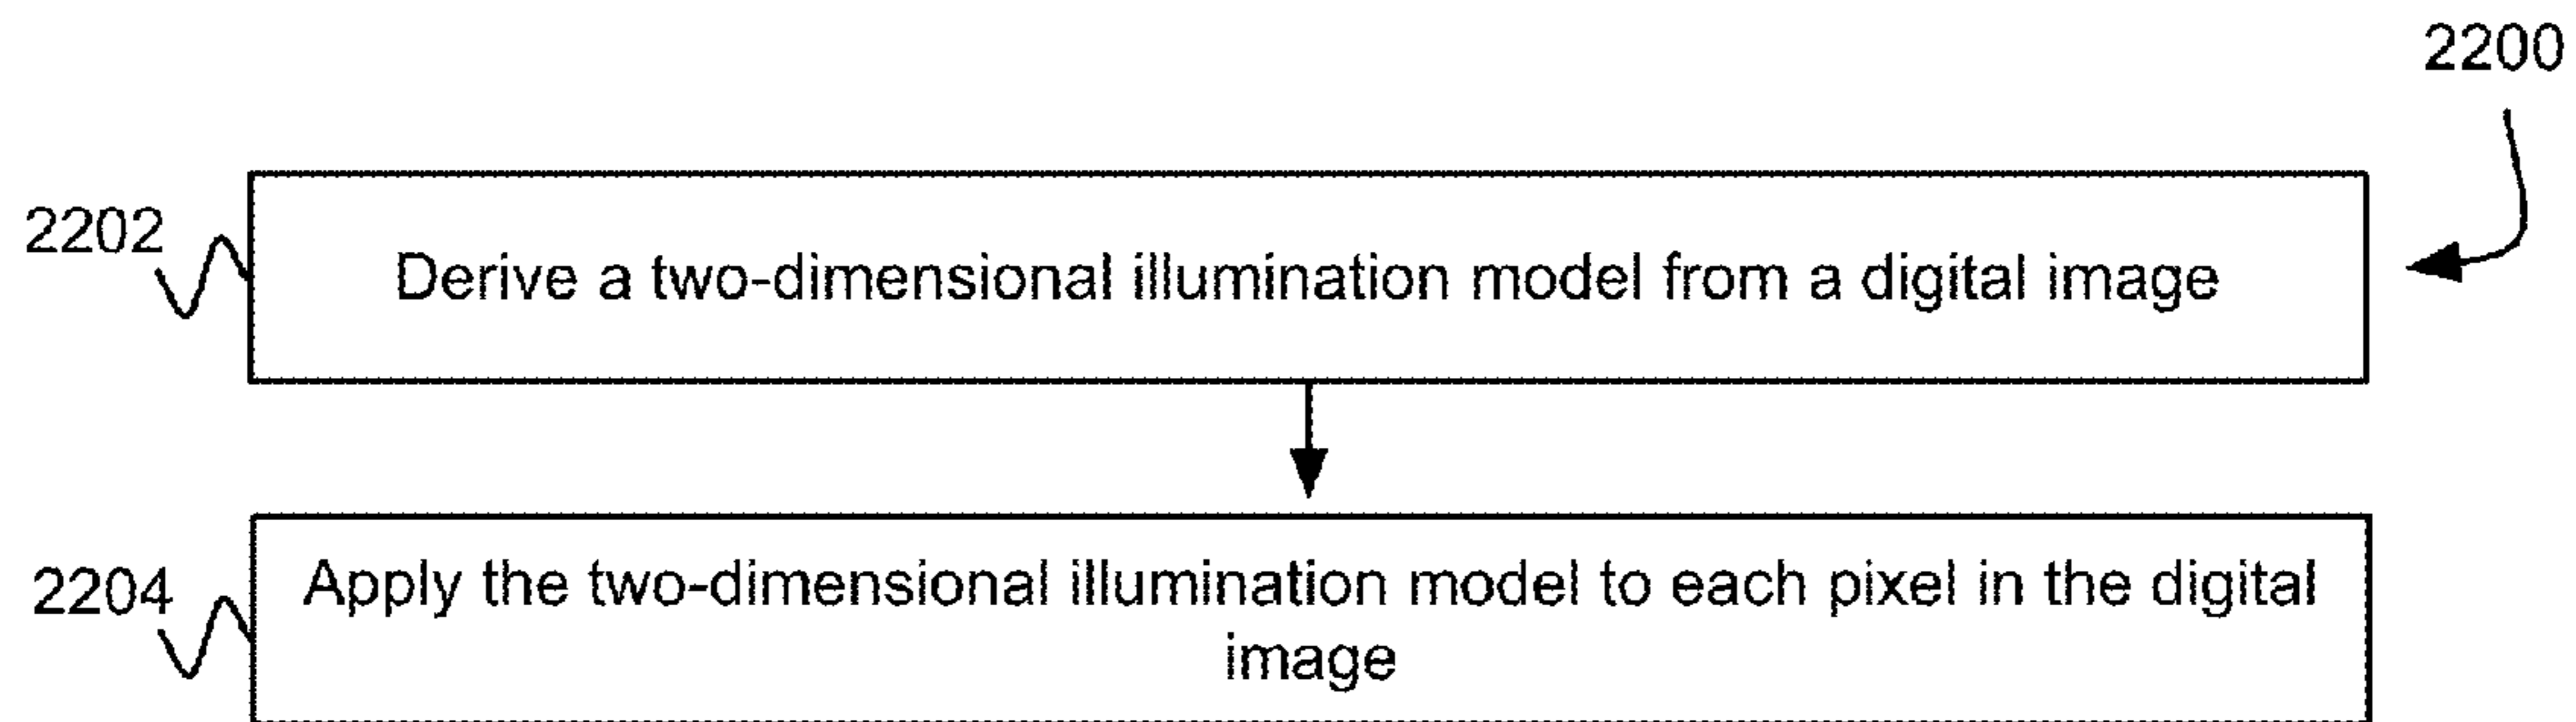 2200
2202
Derive a two-dimensional illumination model from a digital image
2204
Apply the two-dimensional illumination model to each pixel in the digital
image